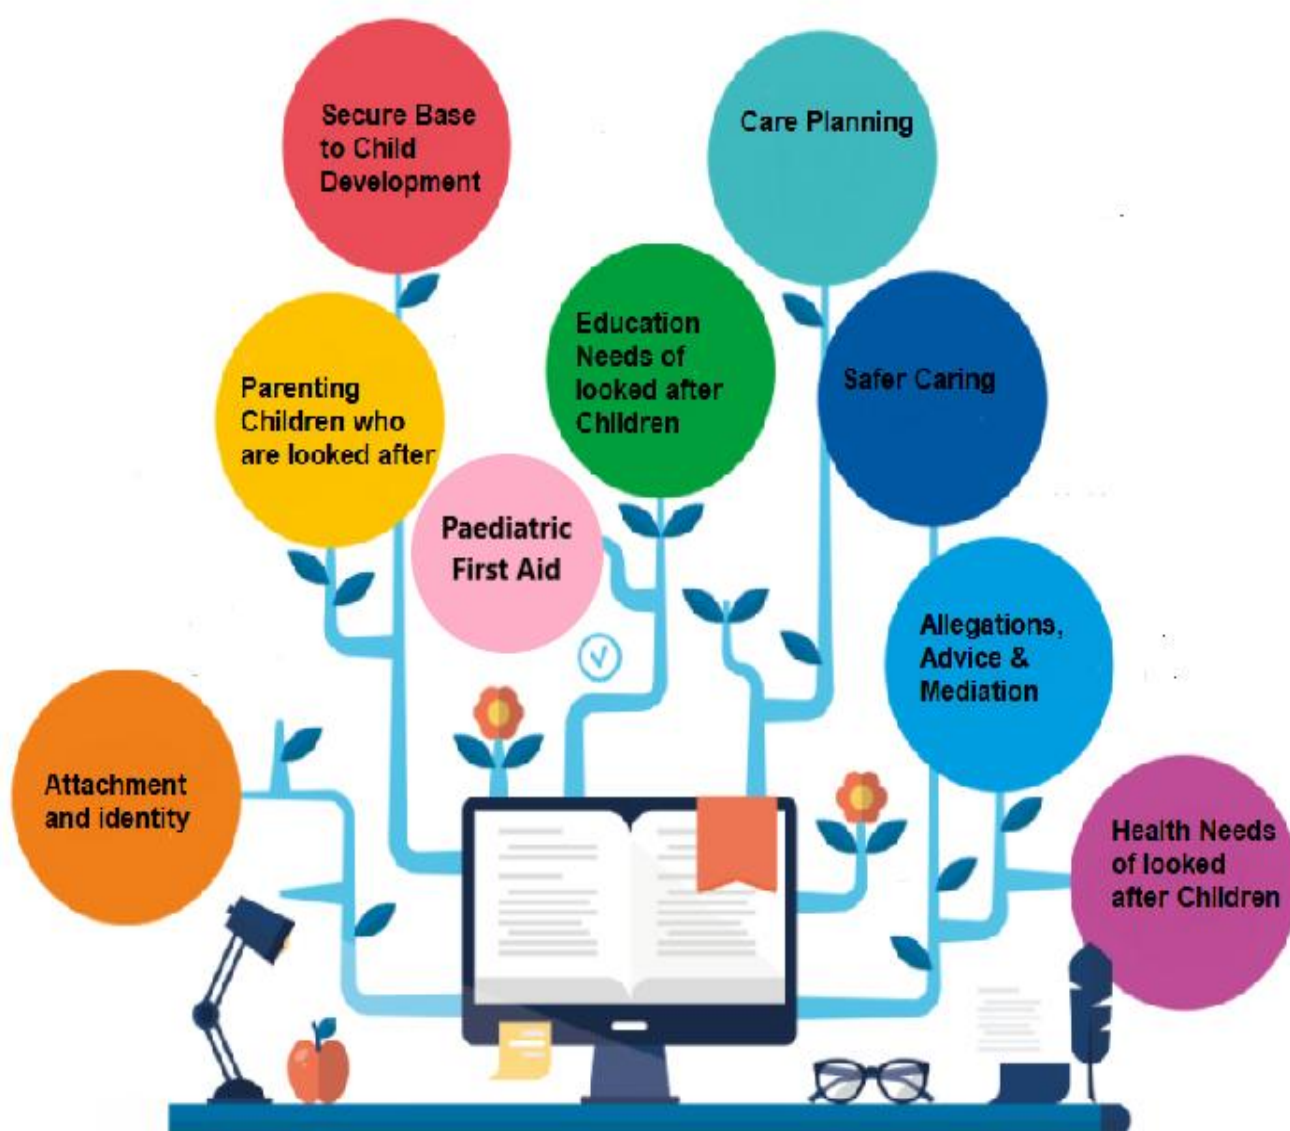 Secure Base
to Child
Development
Care Planning
Education
Needs of
looked after
Children
Safer Caring
Parenting
Children who
are looked after
Paediatric
First Aid
Allegations,
Advice &
Mediation
Attachment
and identity
Health Needs
of looked
after Children